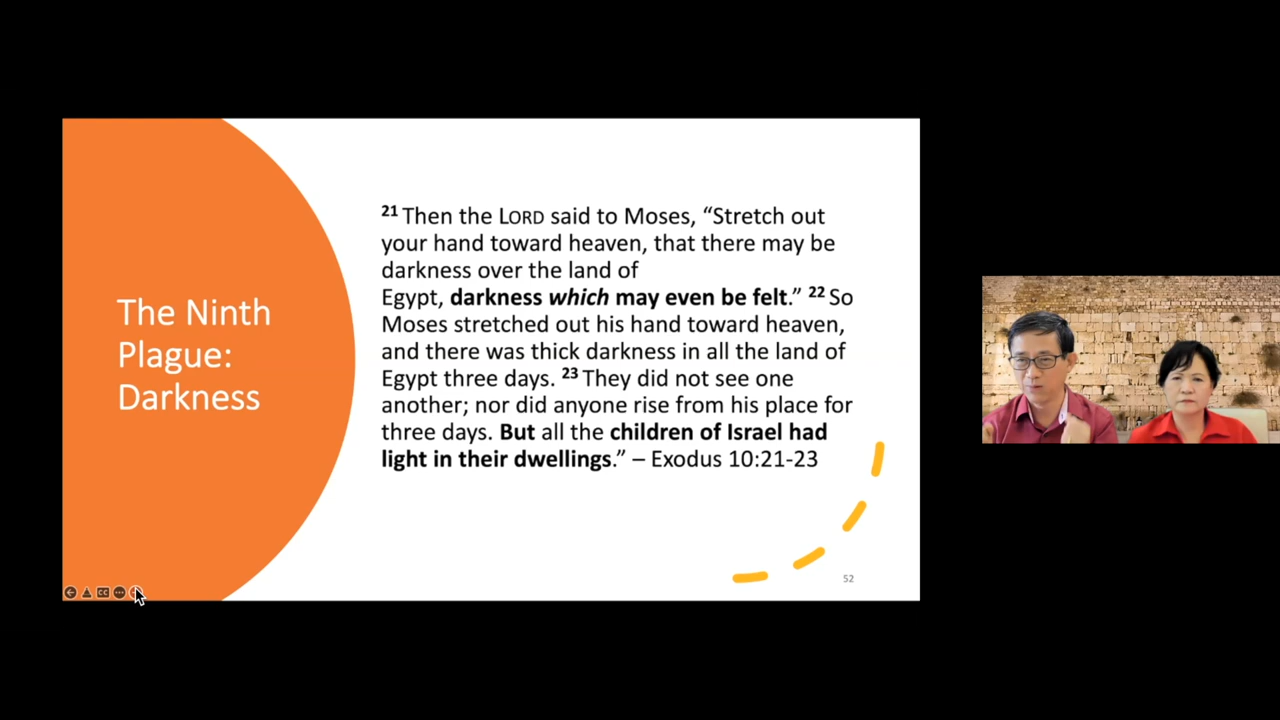 The Ninth
Plague:
Darkness
21 Then the LORD said to Moses, “Stretch out
your hand toward heaven, that there may be
darkness over the land of
Egypt, darkness which may even be felt.” 22 So
Moses stretched out his hand toward heaven,
and there was thick darkness in all the land of
Egypt three days. 23 They did not see one
another; nor did anyone rise from his place for
three days. But all the children of Israel had
light in their dwellings.” – Exodus 10:21-23
52
CC